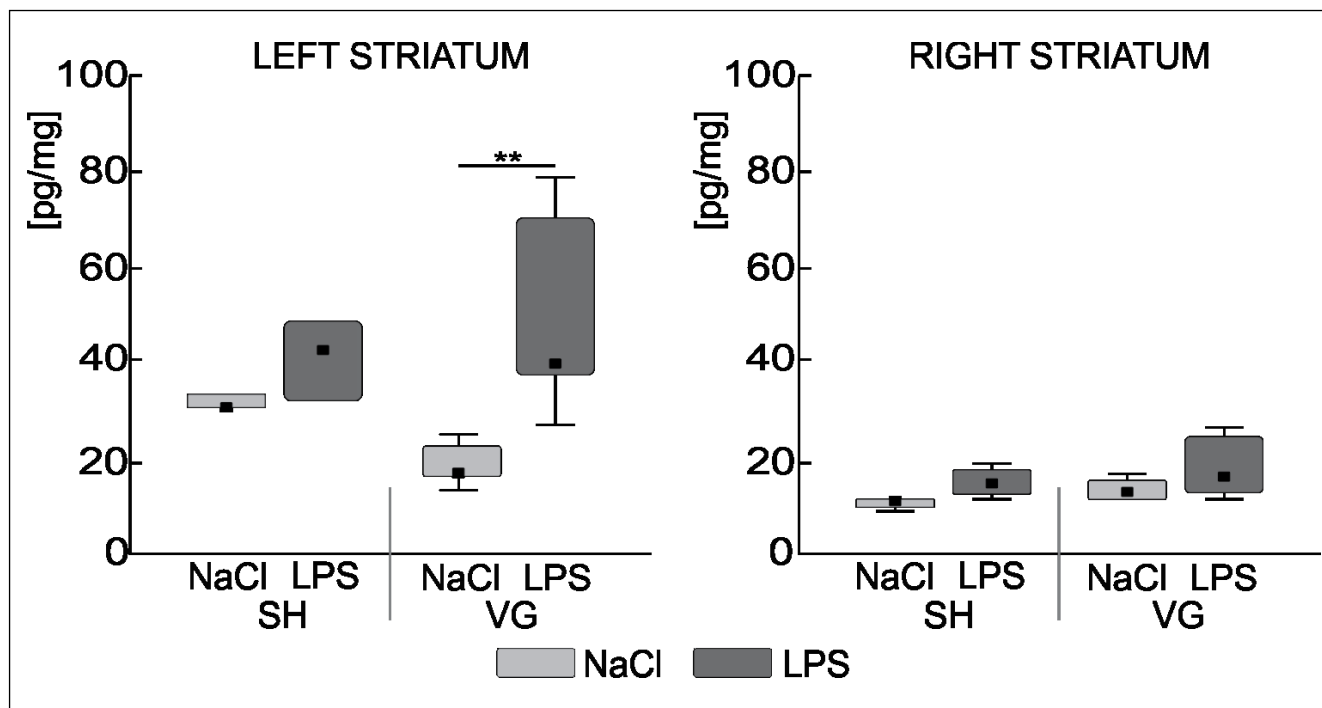 LEFT STRIATUM
[pg/mg]
100
80
60
40
20
0
**
NaCl LPS NaCl LPS
SH VG
RIGHT STRIATUM
[pg/mg]
100
80
60
40
20
0
NaCl LPS NaCl LPS
SH VG
NaCl LPS